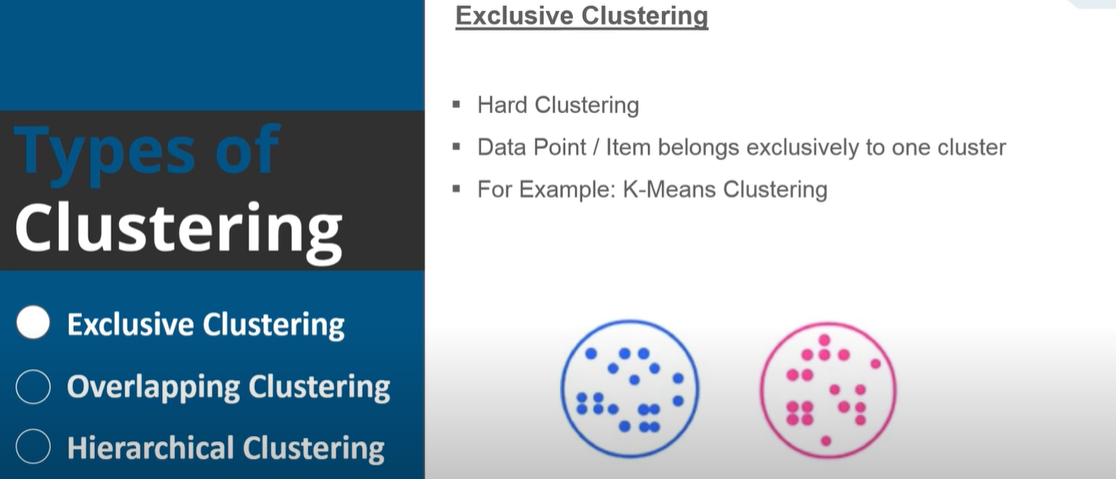 Types of
Clustering
Exclusive Clustering
Overlapping Clustering
Hierarchical Clustering
Exclusive Clustering
▪ Hard Clustering
▪ Data Point / Item belongs exclusively to one cluster
▪ For Example: K-Means Clustering